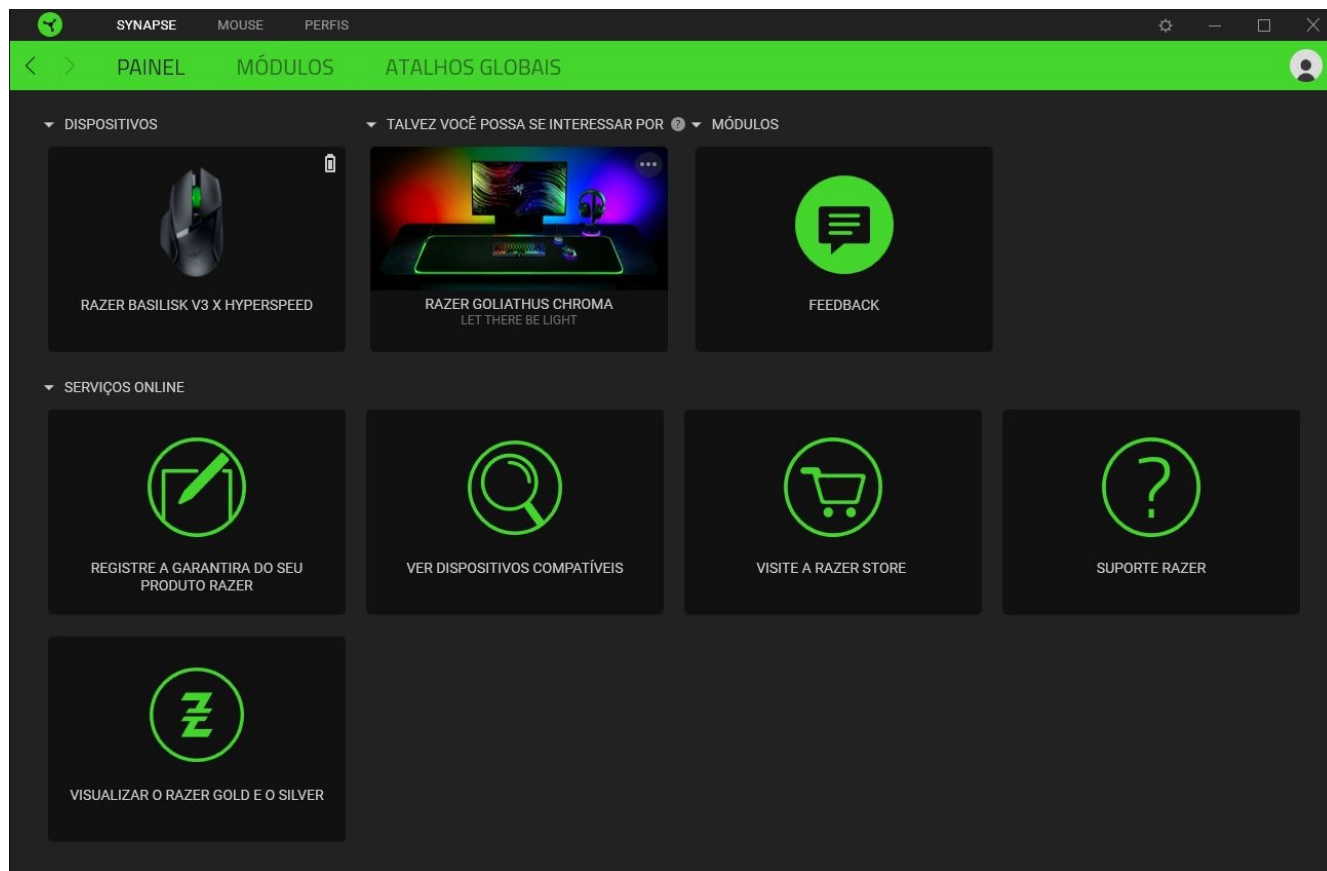 SYNAPSE MOUSE PERFIS
PAINEL MÓDULOS ATALHOS GLOBAIS
DISPOSITIVOS
TALVEZ VOCÊ POSSA SE INTERESSAR POR ?
MÓDULOS
RAZER BASILISK V3 X HYPERSPEED
RAZER GOLIATHUS CHROMA
LET THERE BE LIGHT
FEEDBACK
SERVIÇOS ONLINE
REGISTRE A GARANTIRA DO SEU
PRODUTO RAZER
VER DISPOSITIVOS COMPATÍVEIS
VISITE A RAZER STORE
SUPORTE RAZER
VISUALIZAR O RAZER GOLD E O SILVER